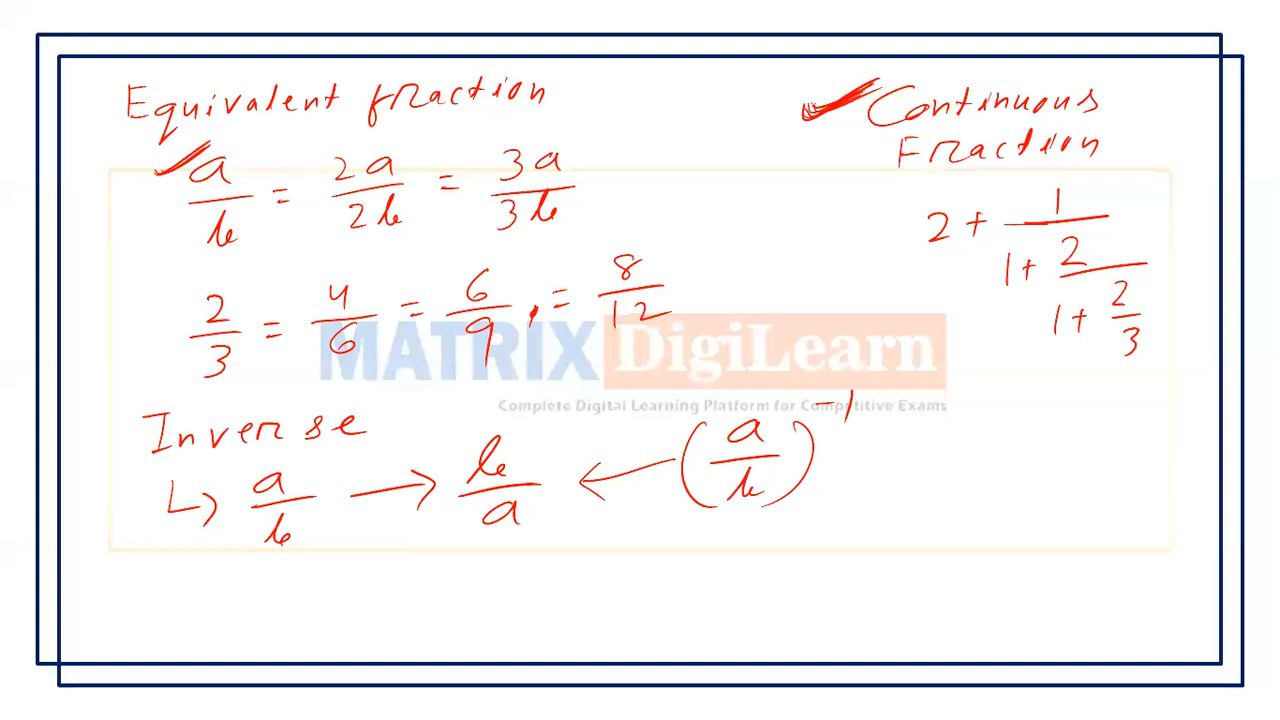 Equivalent fraction
a/b = 2a/2b = 3a/3b
2/3 = 4/6 = 6/9, = 8/12
Inverse
↳ a/b → b/a ← (a/b)^-1
Continuous
Fraction
2 + 1/(1 + 2/(1 + 2/3))
MATRIX DigiLearn
Complete Digital Learning Platform for Competitive Exams